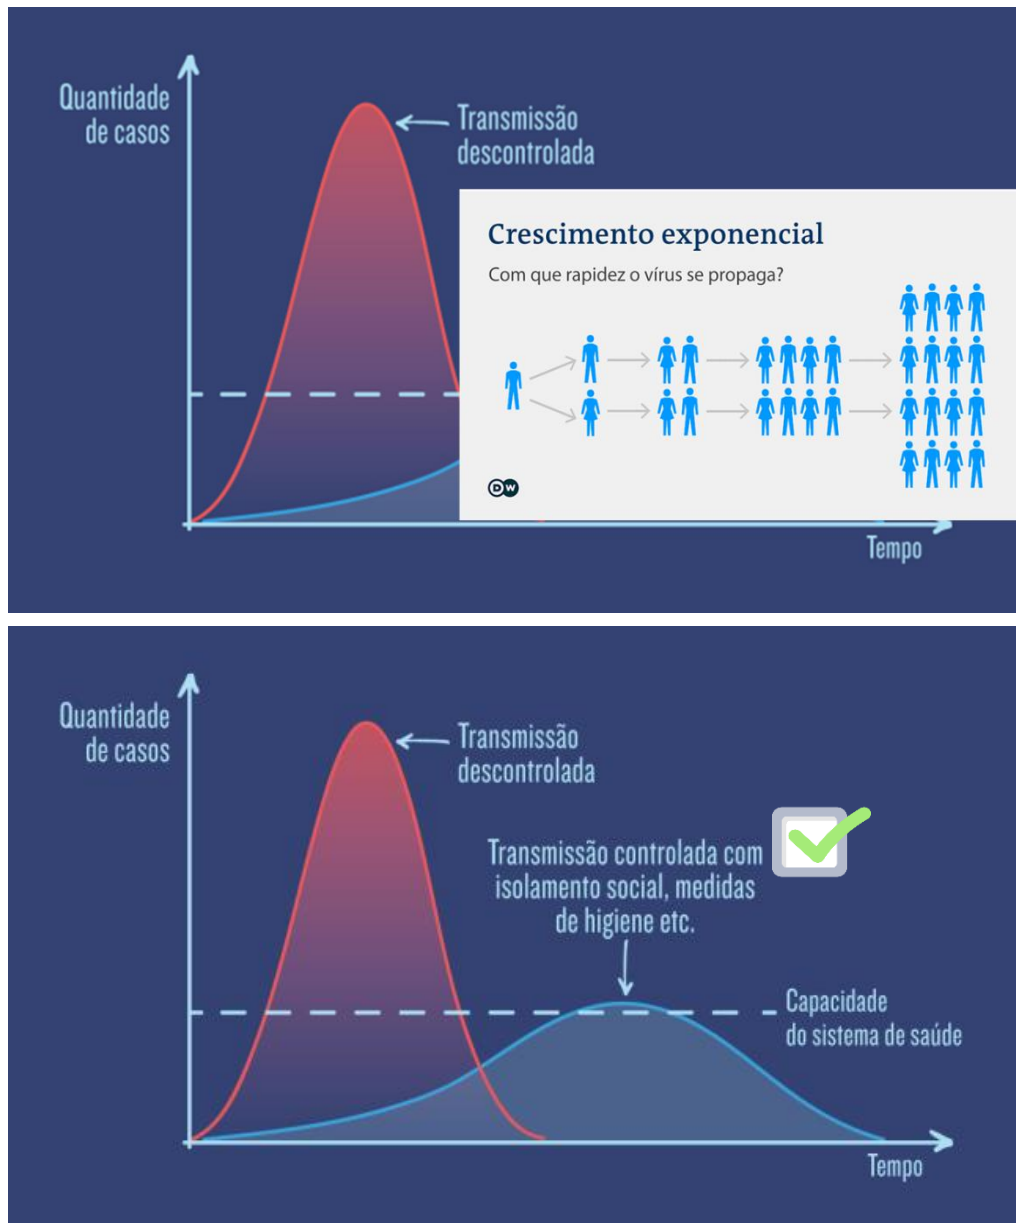 Quantidade
de casos
Transmissão
descontrolada
Crescimento exponencial
Com que rapidez o vírus se propaga?
DW
Tempo
Quantidade
de casos
Transmissão
descontrolada
Transmissão controlada com
isolamento social, medidas
de higiene etc.
Capacidade
do sistema de saúde
Tempo